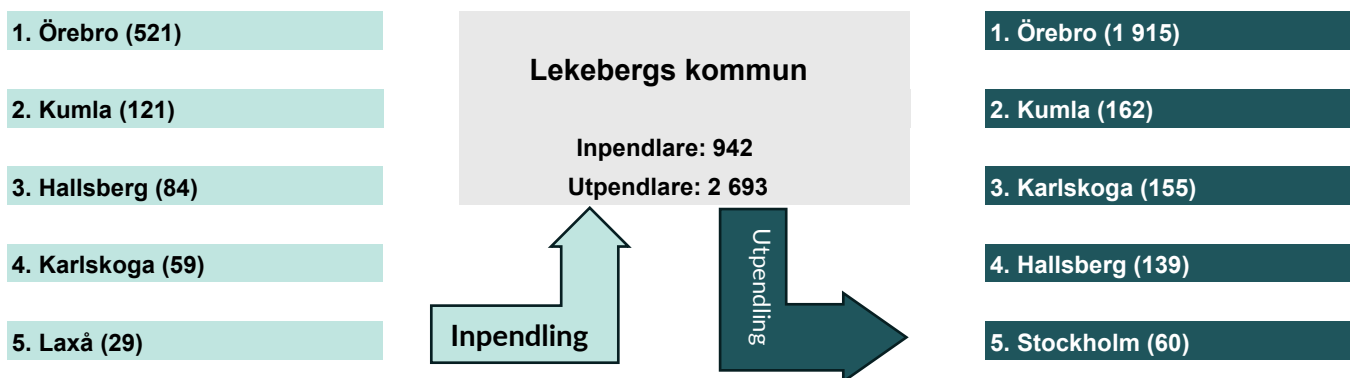 1. Örebro (521)
2. Kumla (121)
3. Hallsberg (84)
4. Karlskoga (59)
5. Laxå (29)
Lekebergs kommun
Inpendlare: 942
Utpendlare: 2 693
Inpendling
Utpendling
1. Örebro (1 915)
2. Kumla (162)
3. Karlskoga (155)
4. Hallsberg (139)
5. Stockholm (60)